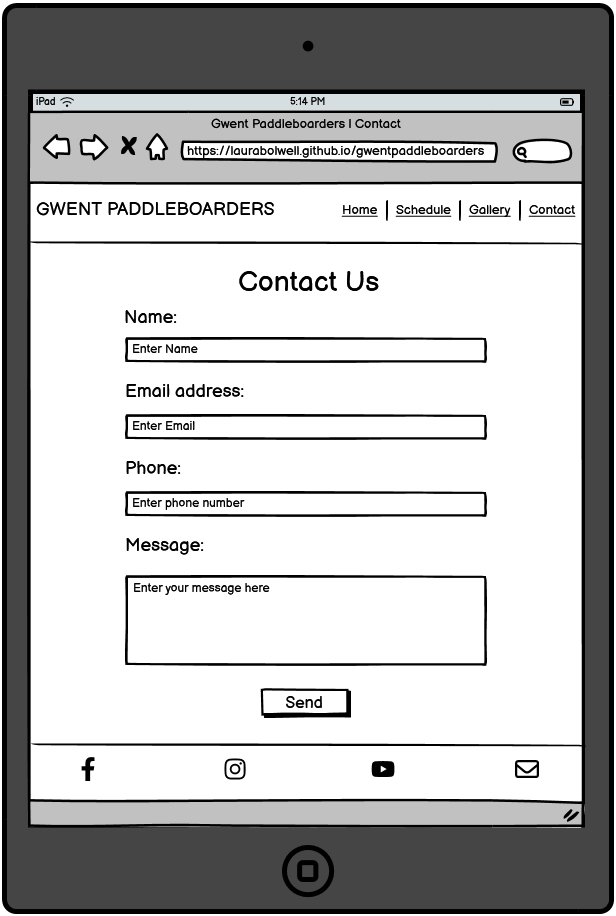 iPad 5:14 PM
Gwent Paddleboarders | Contact
https://laurabolwell.github.io/gwentpaddleboarders
GWENT PADDLEBOARDERS Home | Schedule | Gallery | Contact
Contact Us
Name:
Enter Name
Email address:
Enter Email
Phone:
Enter phone number
Message:
Enter your message here
Send